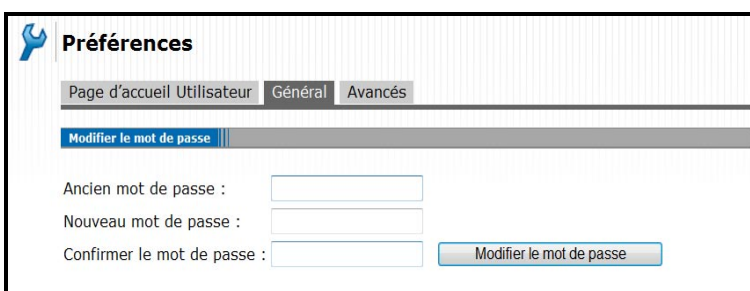 Préférences
Page d'accueil Utilisateur Général Avancés
Modifier le mot de passe
Ancien mot de passe :
Nouveau mot de passe :
Confirmer le mot de passe : Modifier le mot de passe